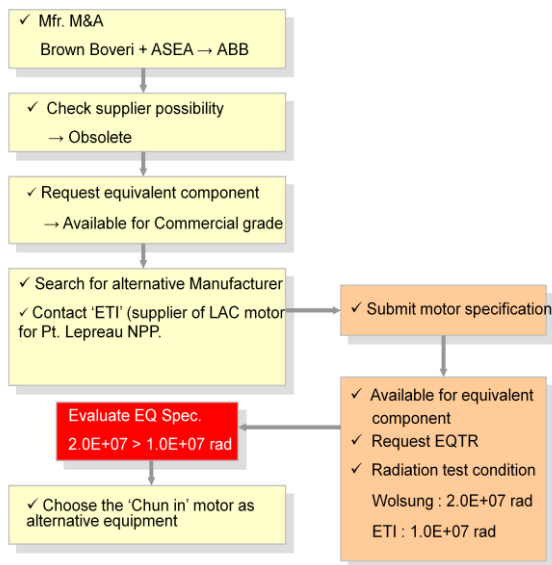 ✓ Mfr. M&A
Brown Boveri + ASEA → ABB
✓ Check supplier possibility
→ Obsolete
✓ Request equivalent component
→ Available for Commercial grade
✓ Search for alternative Manufacturer
✓ Contact ‘ETI’ (supplier of LAC motor
for Pt. Lepreau NPP.
✓ Submit motor specification
✓ Available for equivalent
component
✓ Request EQTR
✓ Radiation test condition
Wolsung : 2.0E+07 rad
ETI : 1.0E+07 rad
Evaluate EQ Spec.
2.0E+07 > 1.0E+07 rad
✓ Choose the ‘Chun in’ motor as
alternative equipment